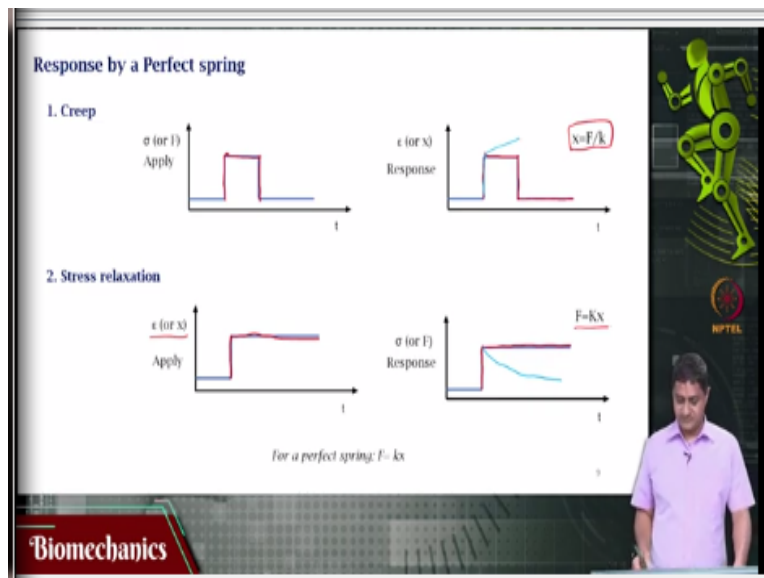 Response by a Perfect spring
1. Creep
σ (or F)
Apply
t
ε (or x)
Response
x=F/k
t
2. Stress relaxation
ε (or x)
Apply
t
σ (or F)
Response
F=Kx
t
For a perfect spring: F= kx
9
NPTEL
Biomechanics